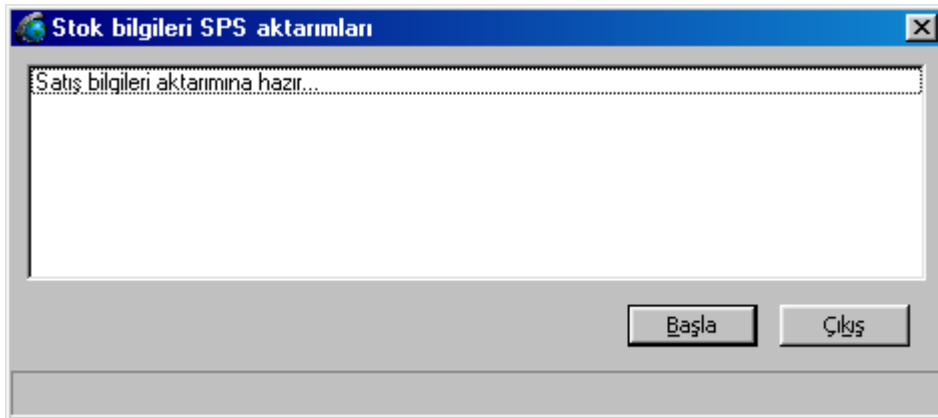 Stok bilgileri SPS aktarımları
Satış bilgileri aktarımına hazır...
Başla
Çıkış